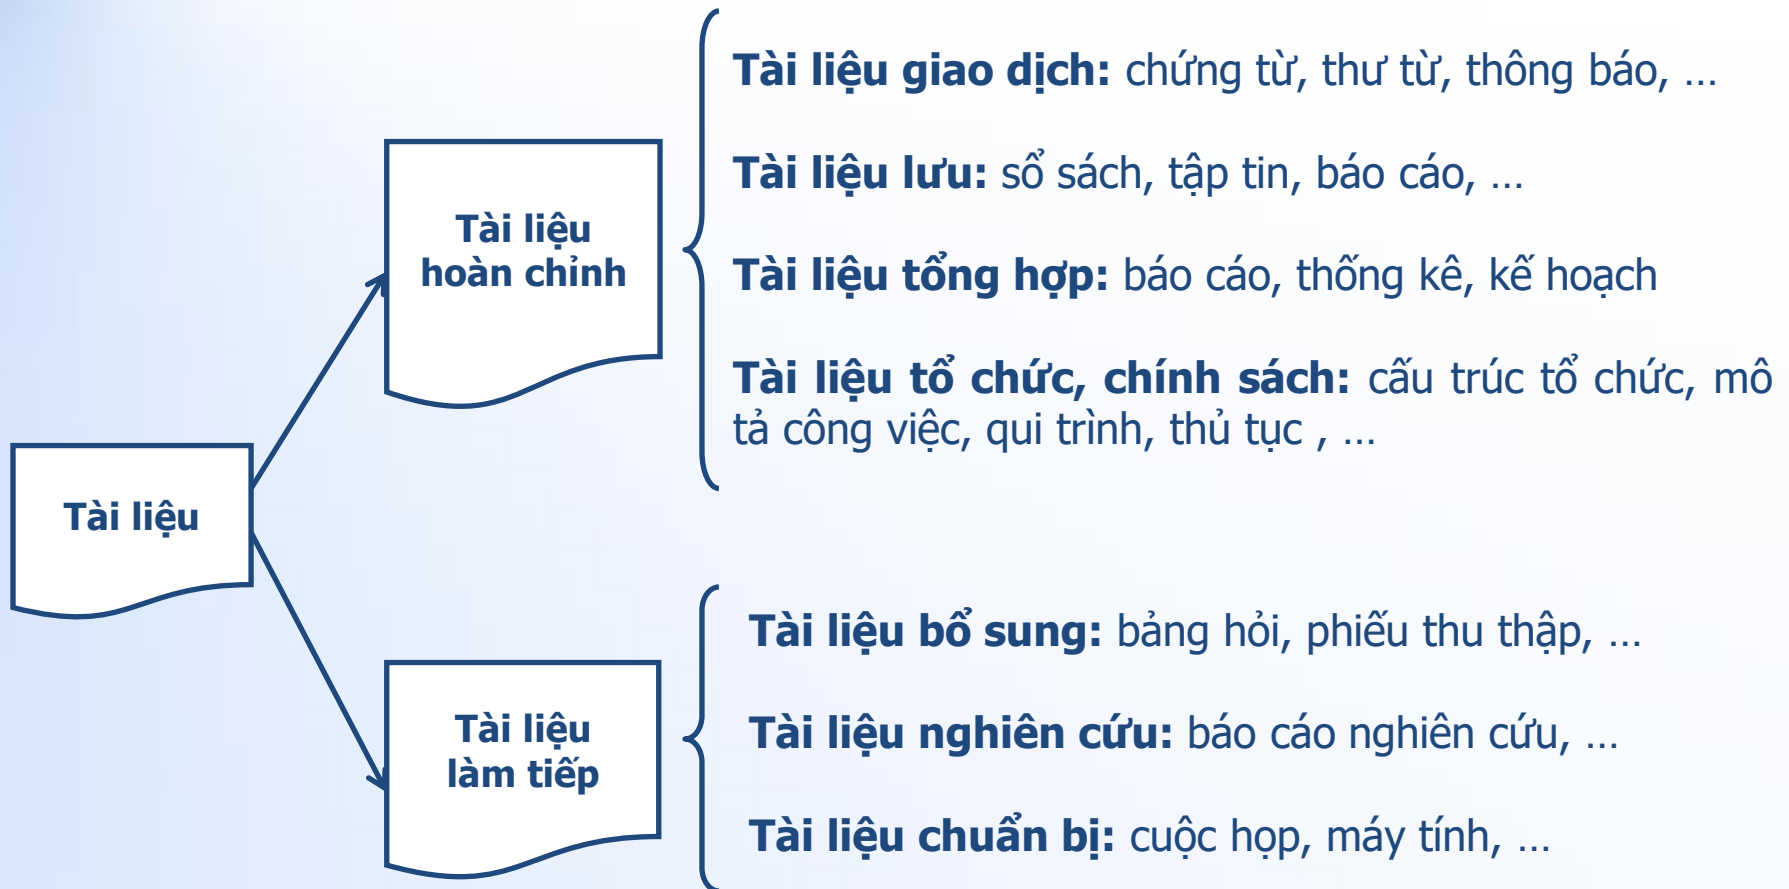 Tài liệu giao dịch: chứng từ, thư từ, thông báo, ...
Tài liệu
hoàn chỉnh
Tài liệu lưu: sổ sách, tập tin, báo cáo, ...
Tài liệu tổng hợp: báo cáo, thống kê, kế hoạch
Tài liệu tổ chức, chính sách: cấu trúc tổ chức, mô
tả công việc, qui trình, thủ tục , ...
Tài liệu
Tài liệu bổ sung: bảng hỏi, phiếu thu thập, ...
Tài liệu
làm tiếp
Tài liệu nghiên cứu: báo cáo nghiên cứu, ...
Tài liệu chuẩn bị: cuộc họp, máy tính, ...